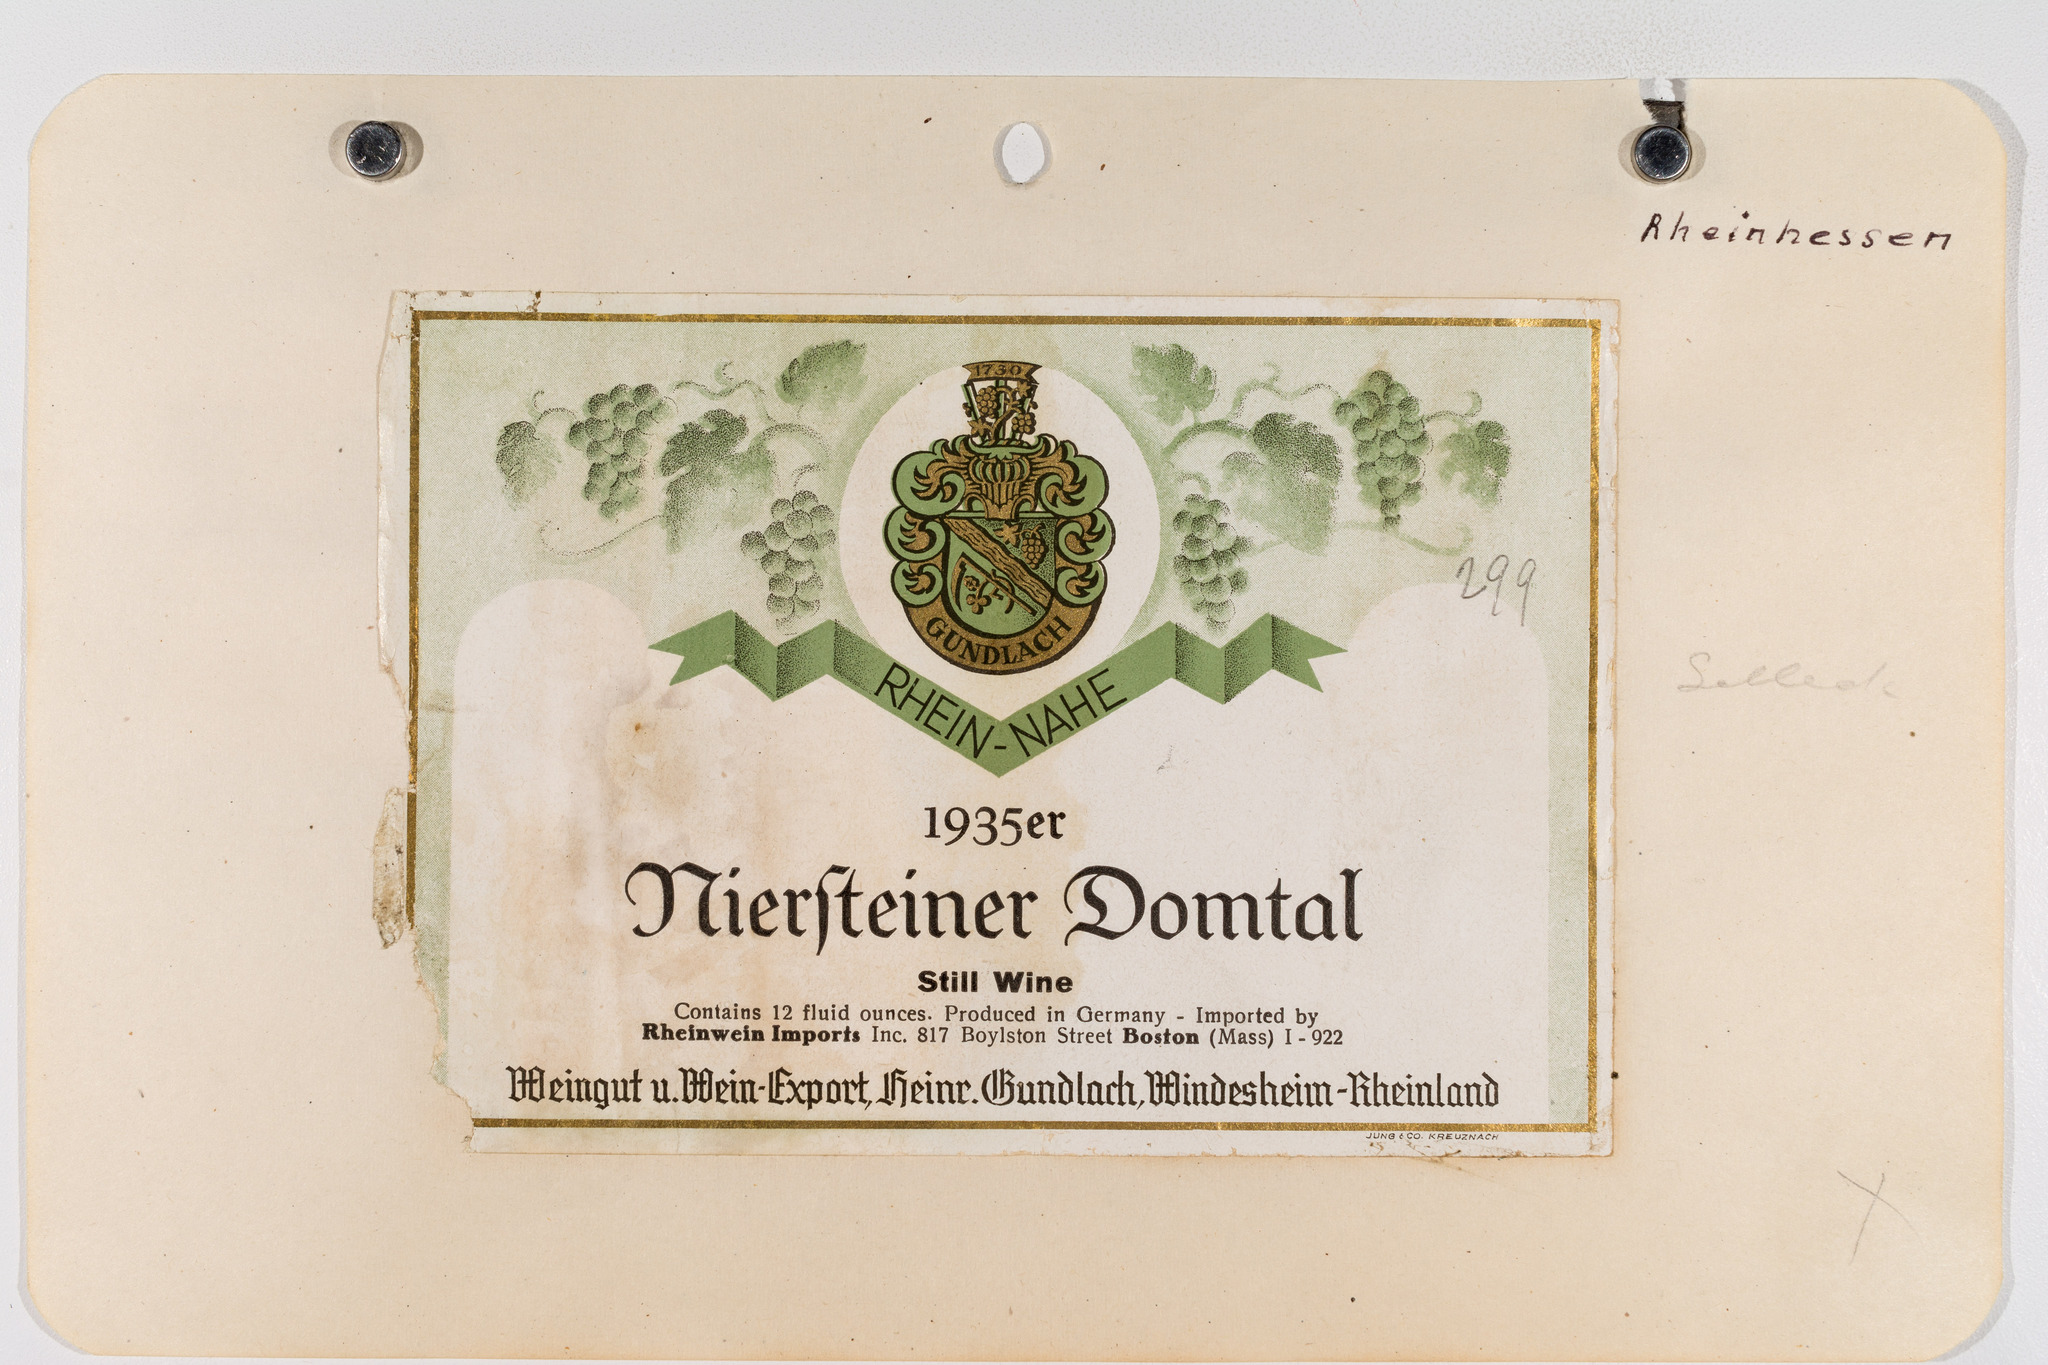 Rheinhessen
1730
GUNDLACH
RHEIN-NAHE
299
1935er
Nierſteiner Domtal
Still Wine
Contains 12 fluid ounces. Produced in Germany - Imported by
Rheinwein Imports Inc. 817 Boylston Street Boston (Mass) I - 922
Weingut u. Wein-Export, Heinr. Gundlach, Windesheim-Rheinland
JUNG & CO. KREUZNACH
X